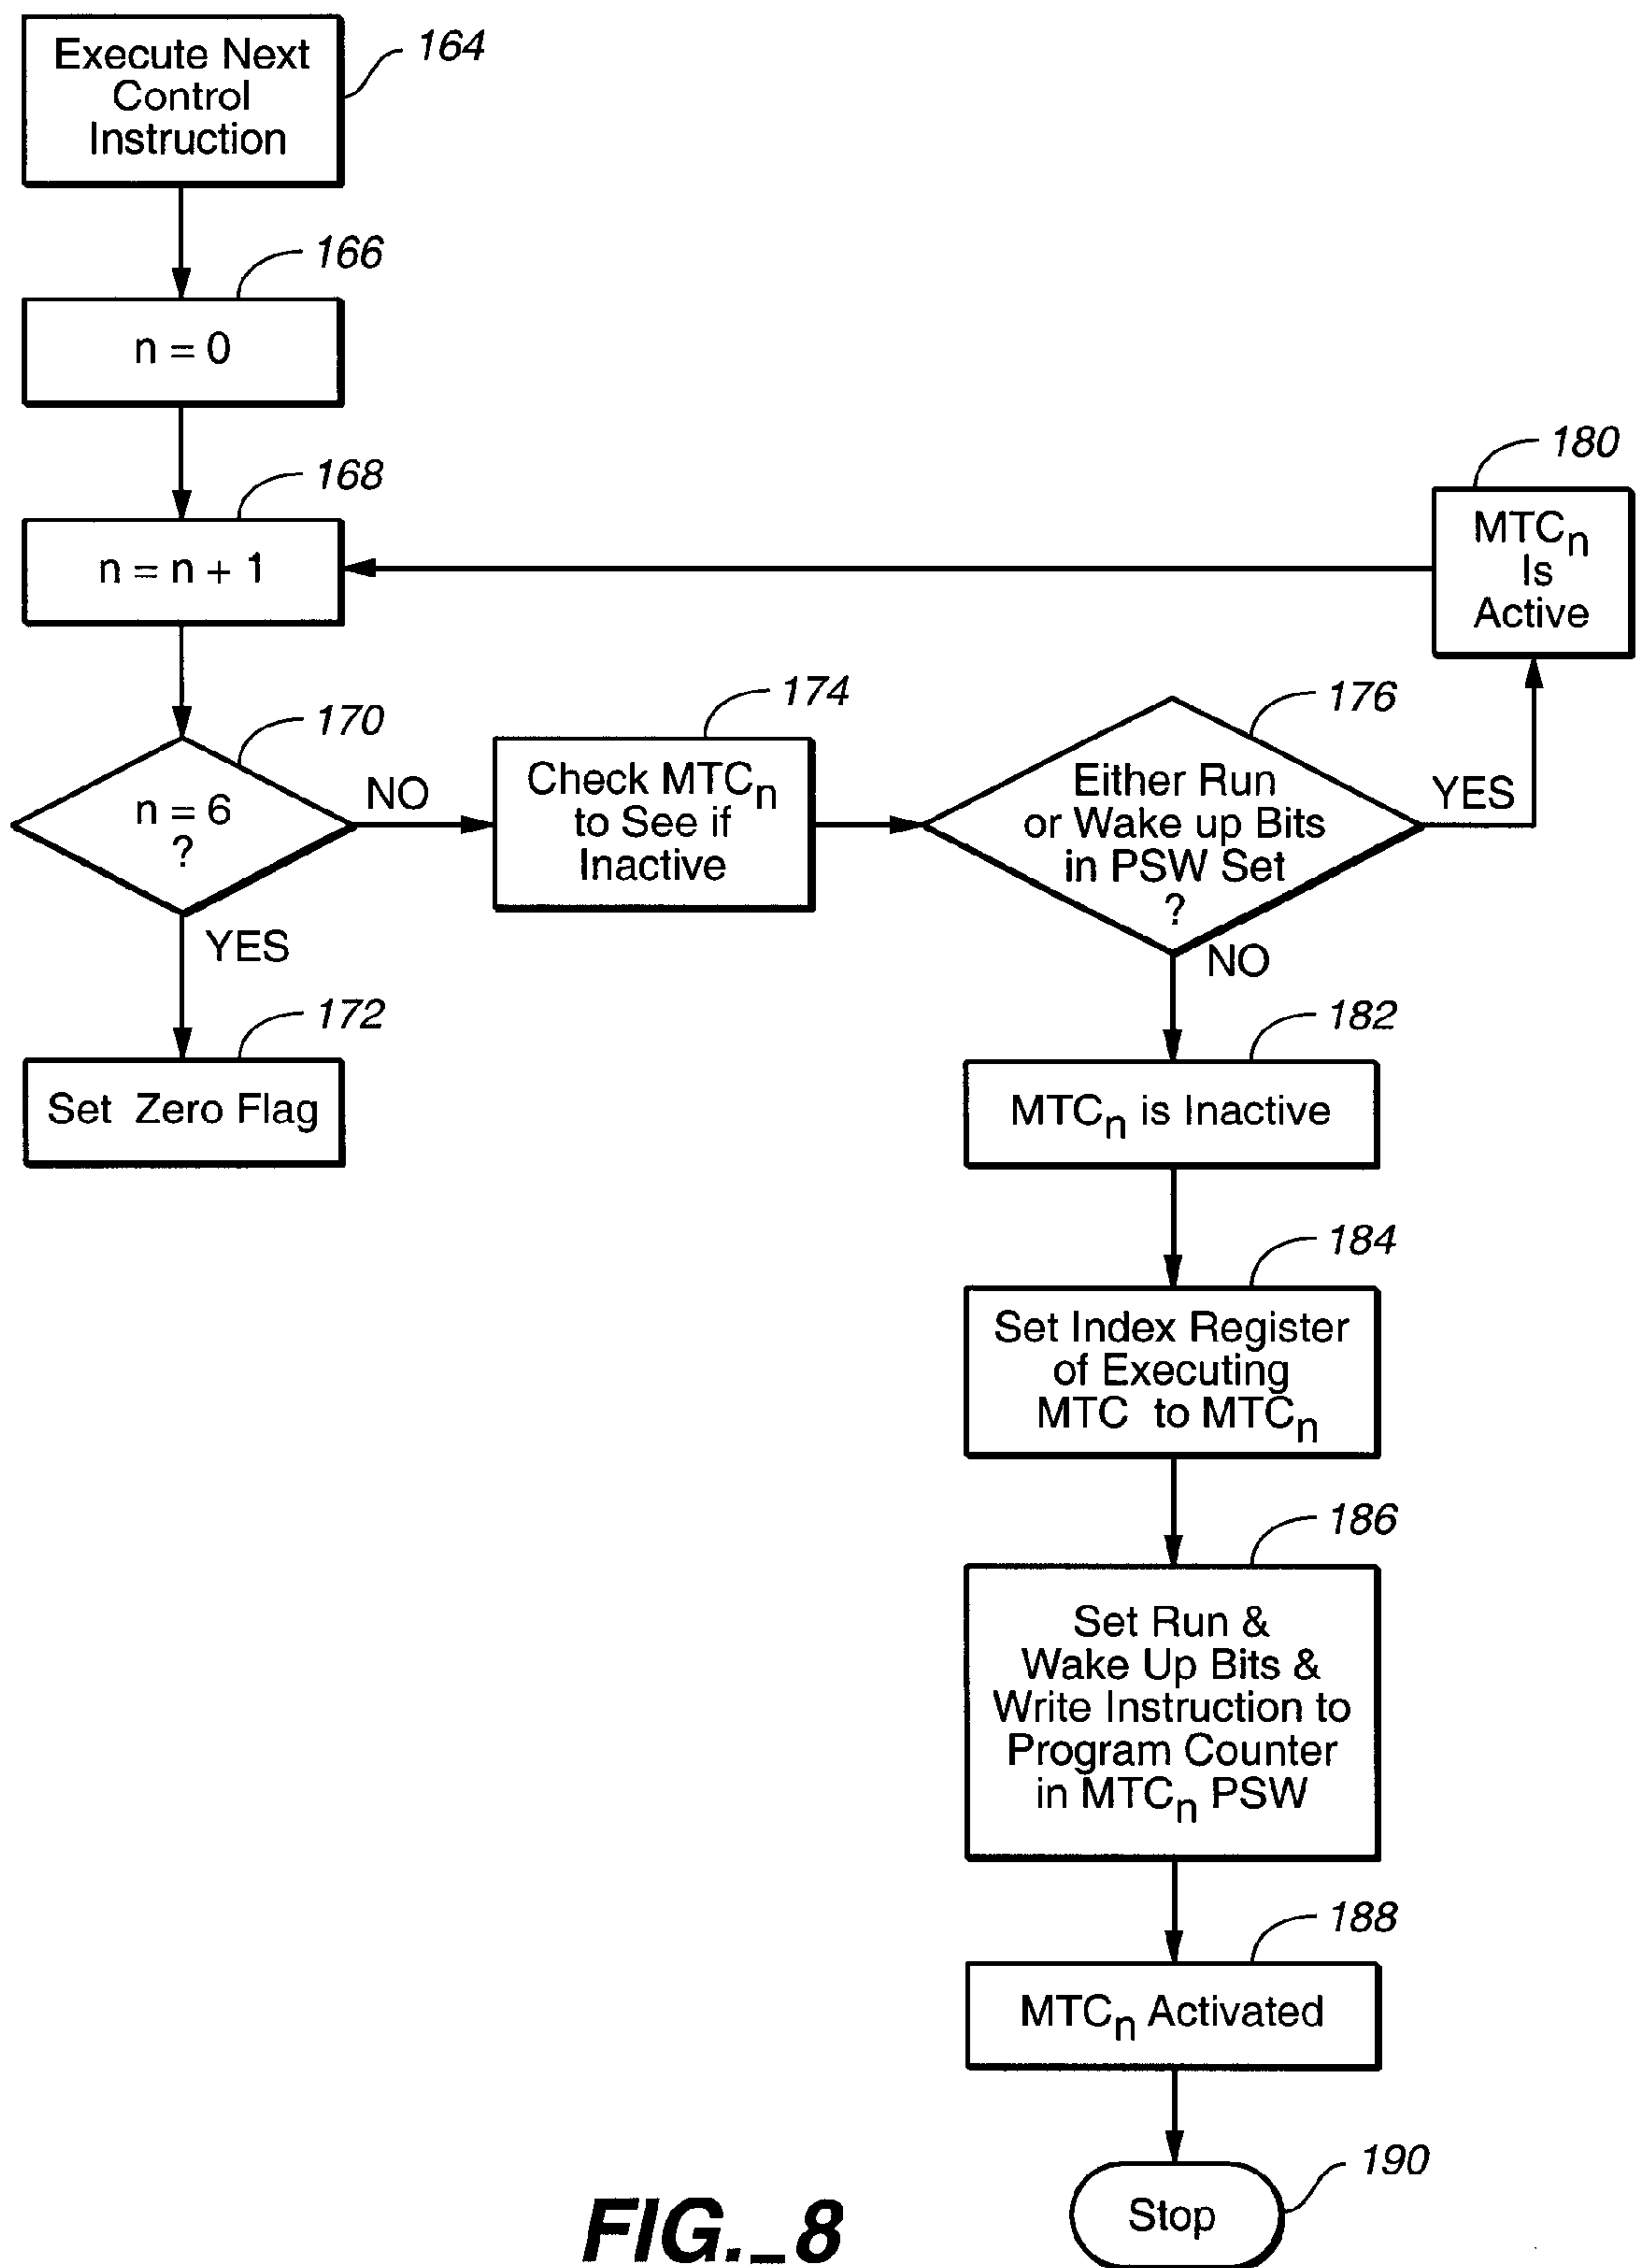 Execute Next
Control
Instruction
164
166
n = 0
168
n = n + 1
180
MTCn
Is
Active
170
n = 6
?
NO
YES
174
Check MTCn
to See if
Inactive
176
Either Run
or Wake up Bits
in PSW Set
?
YES
NO
172
Set Zero Flag
182
MTCn is Inactive
184
Set Index Register
of Executing
MTC to MTCn
186
Set Run &
Wake Up Bits &
Write Instruction to
Program Counter
in MTCn PSW
188
MTCn Activated
190
Stop
FIG._8